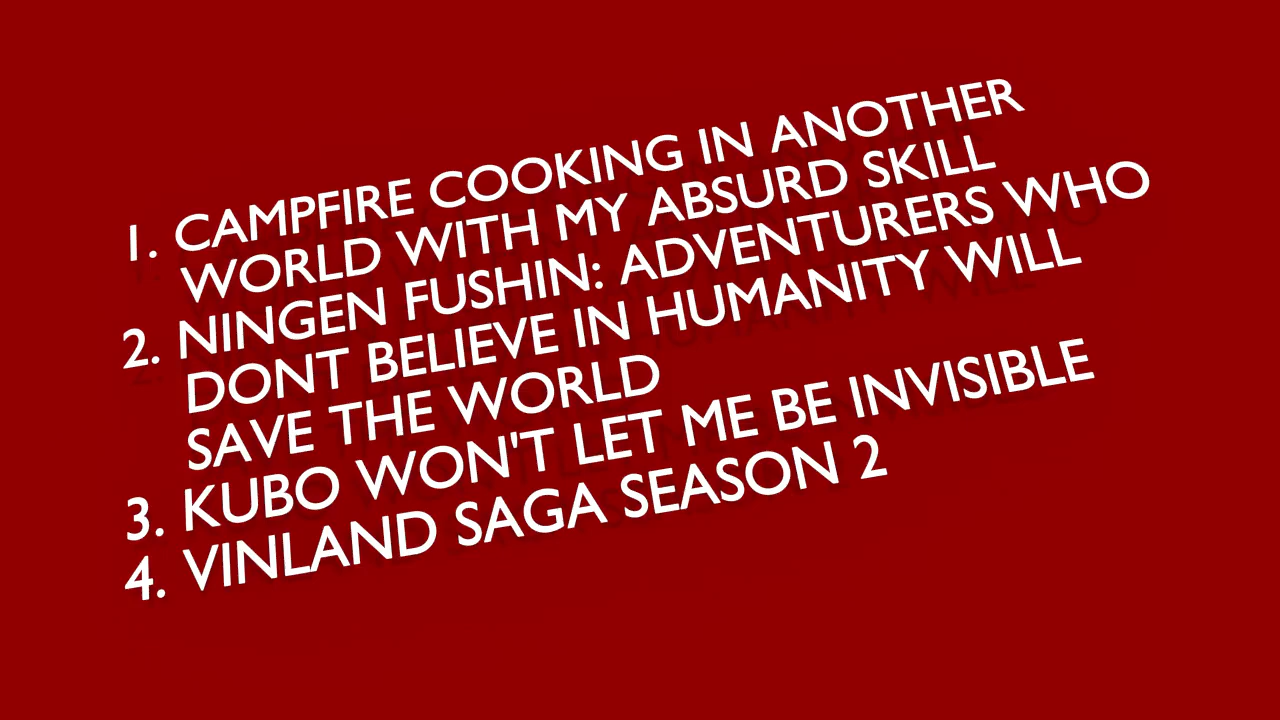 1. CAMPFIRE COOKING IN ANOTHER
WORLD WITH MY ABSURD SKILL
2. NINGEN FUSHIN: ADVENTURERS WHO
DONT BELIEVE IN HUMANITY WILL
SAVE THE WORLD
3. KUBO WON'T LET ME BE INVISIBLE
4. VINLAND SAGA SEASON 2